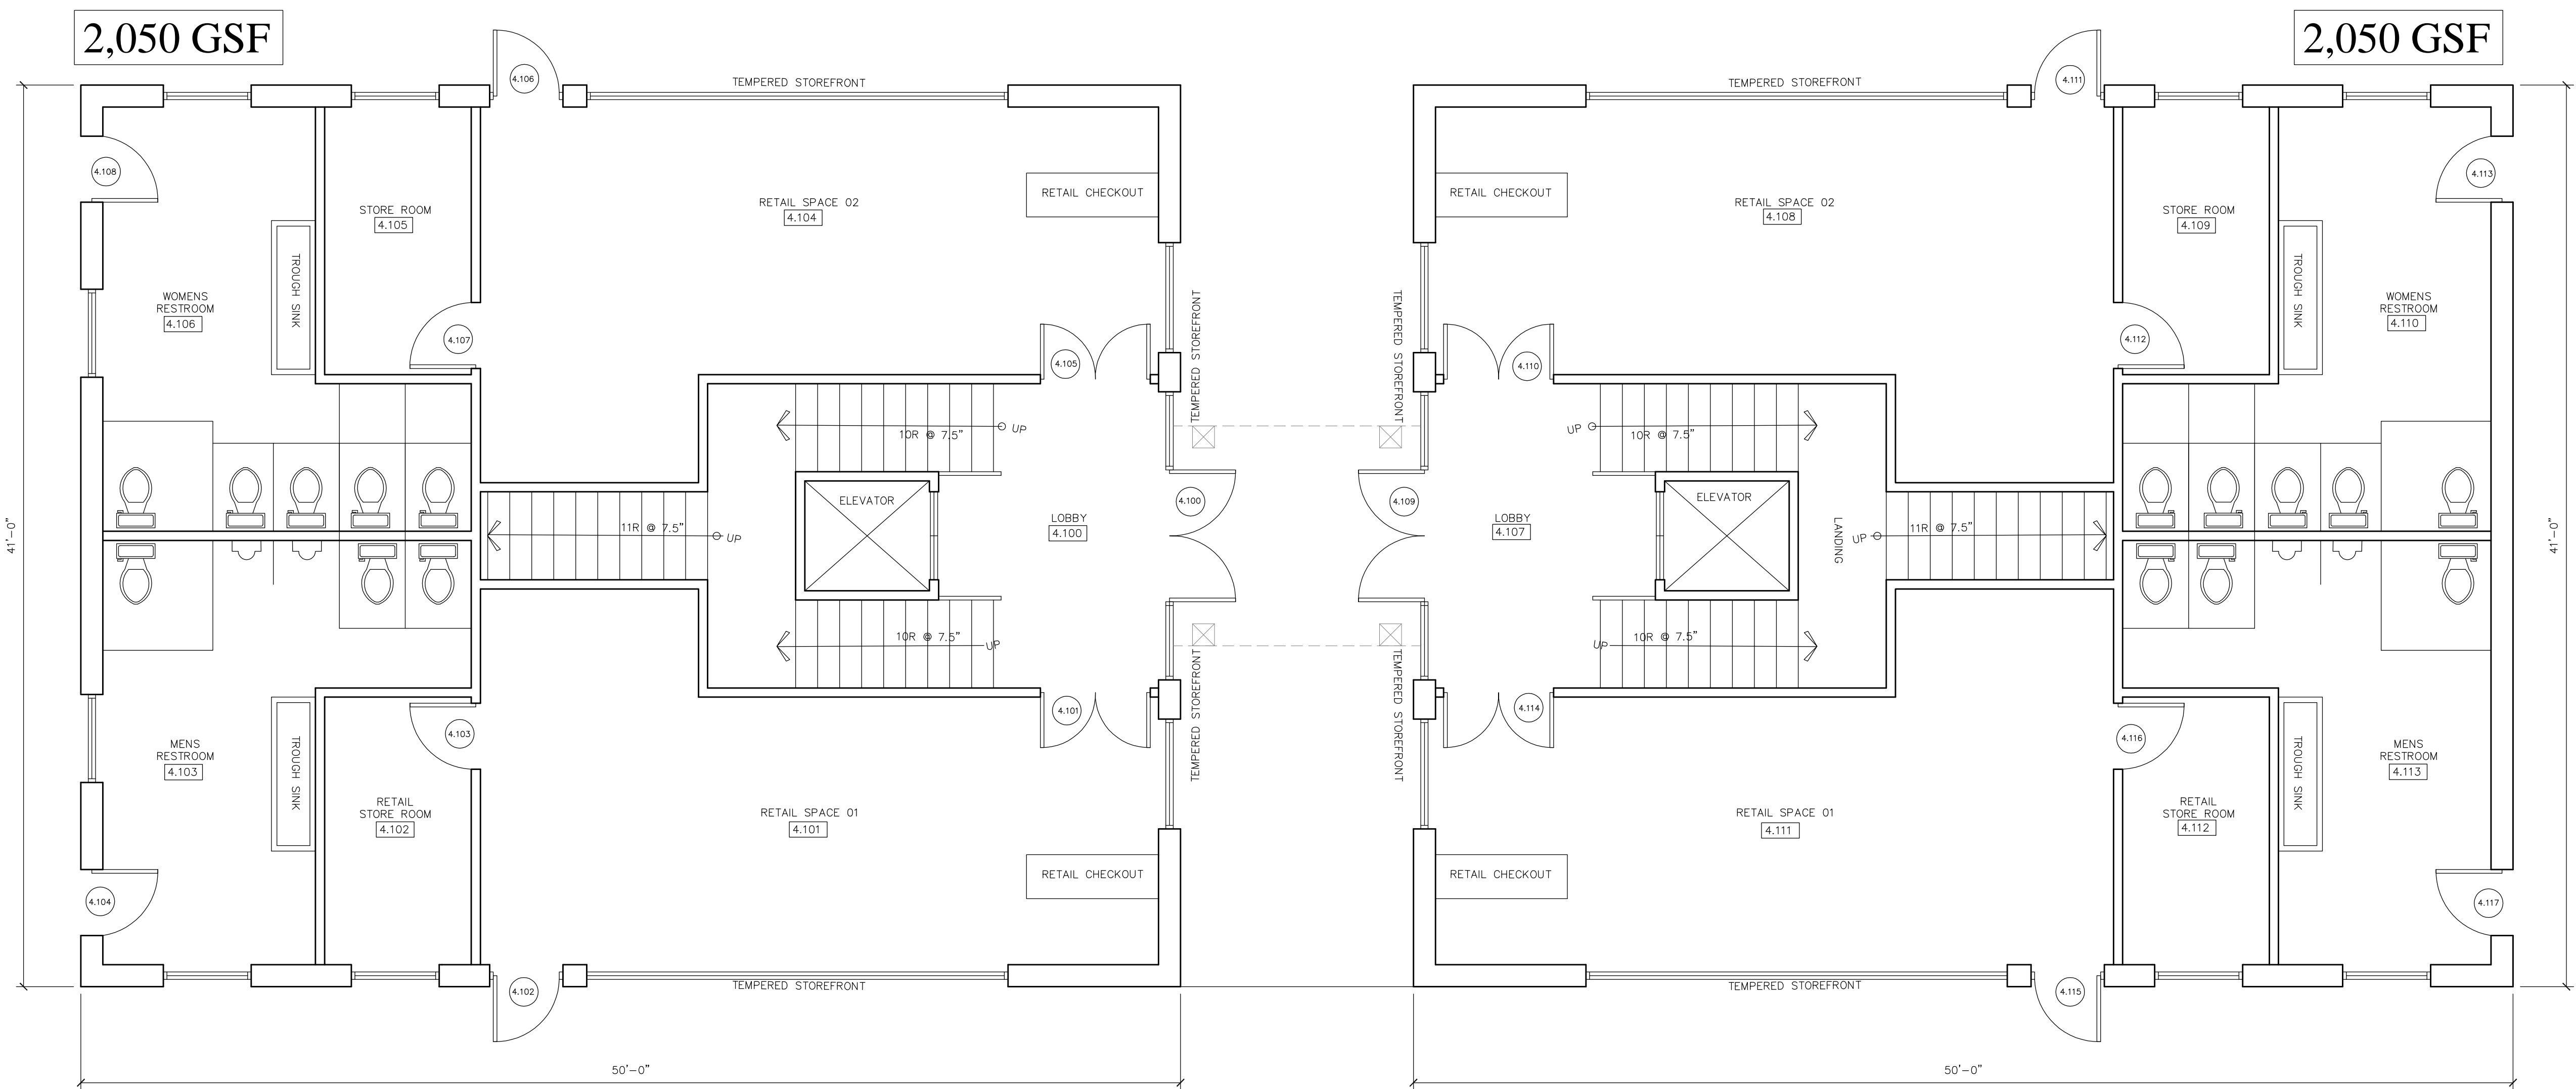 2,050 GSF
2,050 GSF
4.106
TEMPERED STOREFRONT
TEMPERED STOREFRONT
4.111
4.108
STORE ROOM
4.105
RETAIL SPACE 02
4.104
RETAIL CHECKOUT
RETAIL CHECKOUT
RETAIL SPACE 02
4.108
STORE ROOM
4.109
4.113
WOMENS
RESTROOM
4.106
TROUGH SINK
4.107
4.105
TEMPERED STOREFRONT
TEMPERED STOREFRONT
4.110
4.112
TROUGH SINK
WOMENS
RESTROOM
4.110
10R @ 7.5"
UP
UP
10R @ 7.5"
41'-0"
11R @ 7.5"
UP
ELEVATOR
LOBBY
4.100
4.100
4.109
LOBBY
4.107
ELEVATOR
LANDING
UP
11R @ 7.5"
41'-0"
10R @ 7.5"
UP
UP
10R @ 7.5"
4.103
4.101
TEMPERED STOREFRONT
TEMPERED STOREFRONT
4.114
4.116
MENS
RESTROOM
4.103
TROUGH SINK
RETAIL
STORE ROOM
4.102
RETAIL SPACE 01
4.101
RETAIL SPACE 01
4.111
RETAIL
STORE ROOM
4.112
TROUGH SINK
MENS
RESTROOM
4.113
4.104
RETAIL CHECKOUT
RETAIL CHECKOUT
4.117
4.102
TEMPERED STOREFRONT
TEMPERED STOREFRONT
4.115
50'-0"
50'-0"